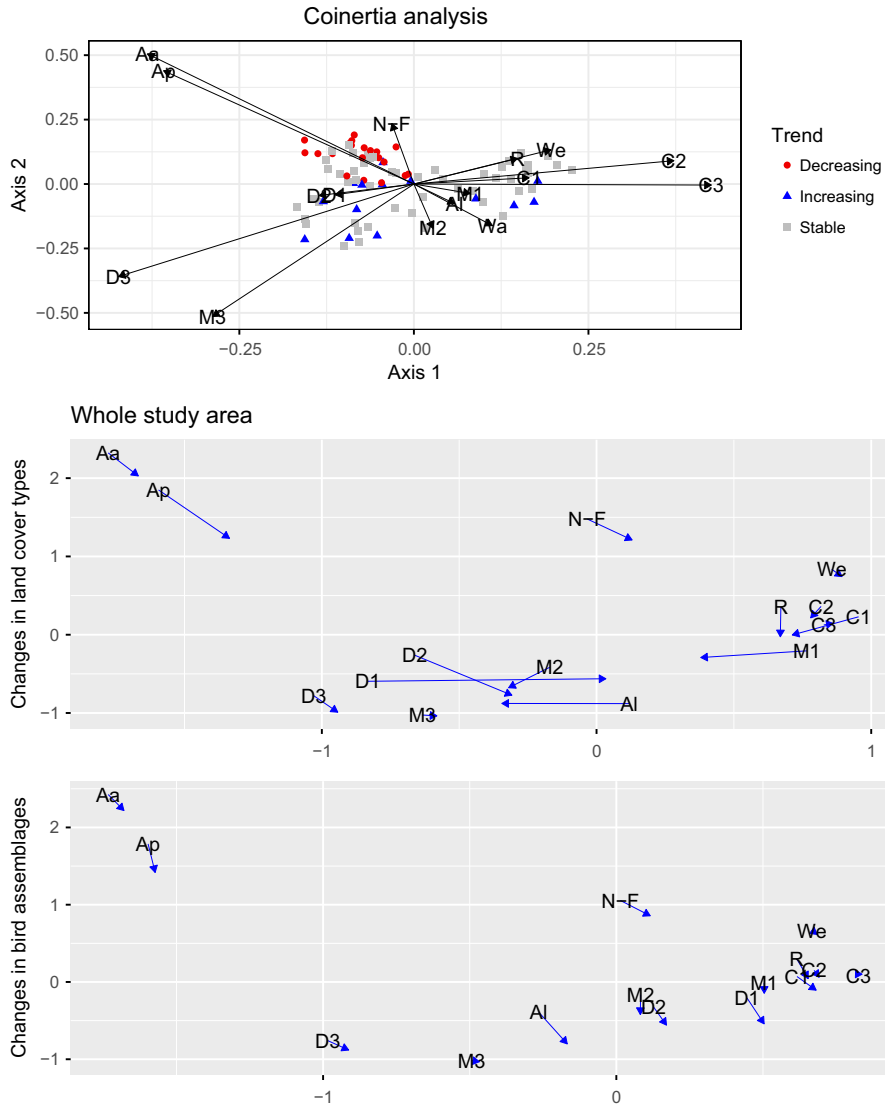 Coinertia analysis
0.50
0.25
0.00
−0.25
−0.50
Axis 2
Aa
Ap
N−F
R
We
C2
C1
C3
M1
Al
Wa
M2
D2
D1
D3
M3
−0.25
0.00
0.25
Axis 1
Trend
Decreasing
Increasing
Stable
Whole study area
Changes in land cover types
2
1
0
−1
Aa
Ap
N−F
We
R
C2
C3
C1
M1
D2
M2
D1
D3
M3
Al
−1
0
1
Changes in bird assemblages
2
1
0
−1
Aa
Ap
N−F
We
R
C2
C1
C3
M1
M2
D2
D1
Al
D3
M3
−1
0